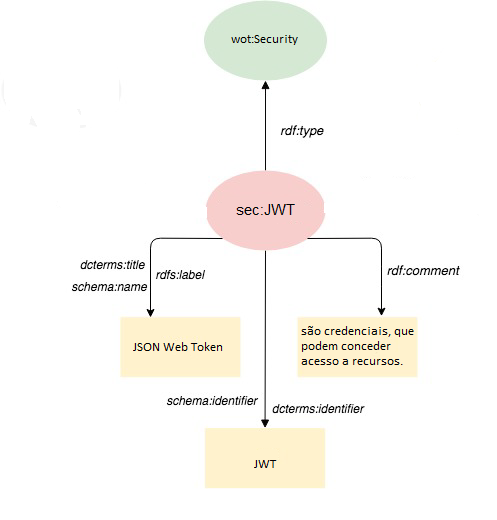 wot:Security
rdf:type
sec:JWT
dcterms:title
schema:name
rdfs:label
rdf:comment
JSON Web Token
são credenciais, que
podem conceder
acesso a recursos.
schema:identifier
dcterms:identifier
JWT